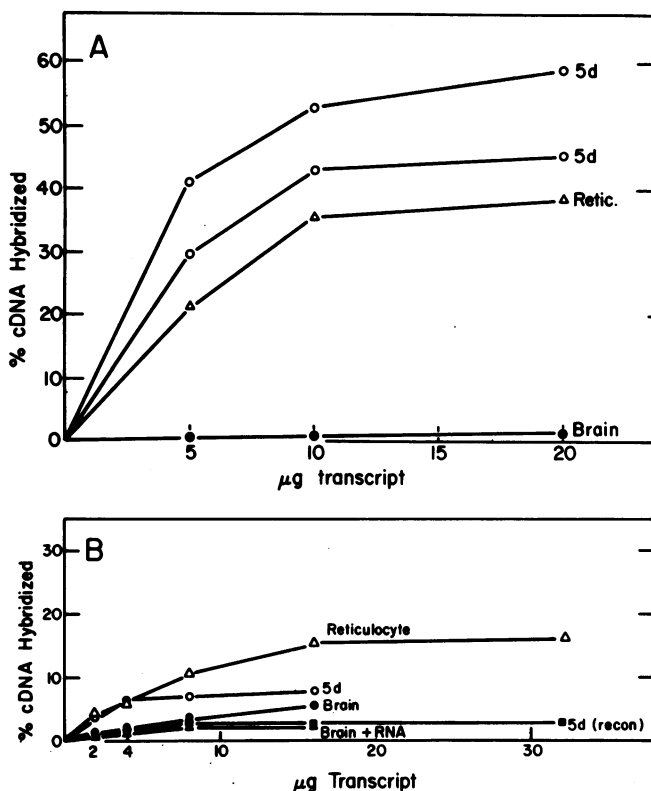 A
60
50
40
30
20
10
0
% cDNA Hybridized
5d
5d
Retic.
Brain
5
10
15
20
μg transcript
B
30
20
10
0
% cDNA Hybridized
Reticulocyte
5d
Brain
5d (recon)
Brain + RNA
2
4
10
20
30
μg Transcript